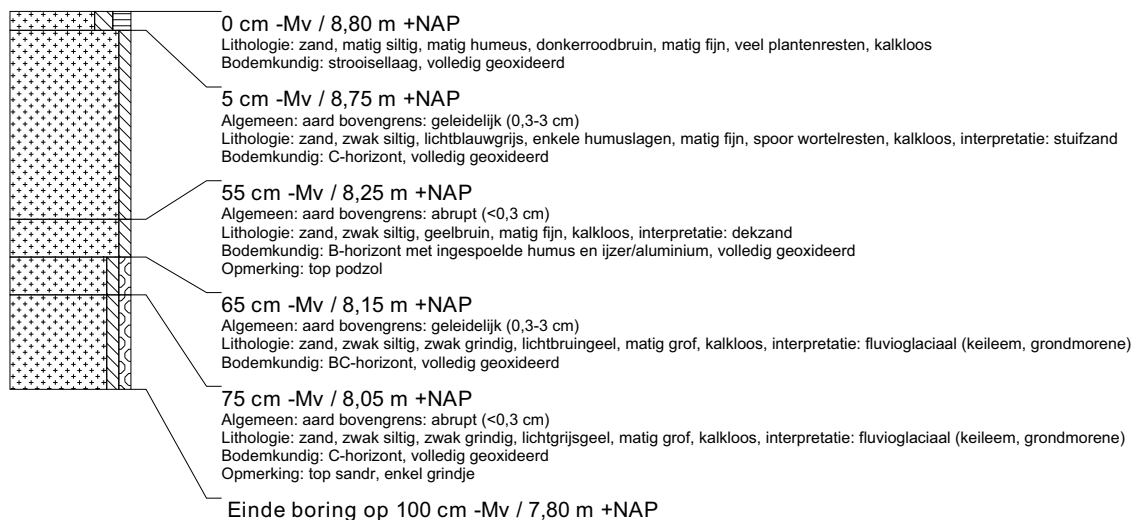 0 cm -Mv / 8,80 m +NAP
Lithologie: zand, matig siltig, matig humeus, donkerroodbruin, matig fijn, veel plantenresten, kalkloos
Bodemkundig: strooisellaag, volledig geoxideerd
5 cm -Mv / 8,75 m +NAP
Algemeen: aard bovengrens: geleidelijk (0,3-3 cm)
Lithologie: zand, zwak siltig, lichtblauwgrijs, enkele humuslagen, matig fijn, spoor wortelresten, kalkloos, interpretatie: stuifzand
Bodemkundig: C-horizont, volledig geoxideerd
55 cm -Mv / 8,25 m +NAP
Algemeen: aard bovengrens: abrupt (<0,3 cm)
Lithologie: zand, zwak siltig, geelbruin, matig fijn, kalkloos, interpretatie: dekzand
Bodemkundig: B-horizont met ingespoelde humus en ijzer/aluminium, volledig geoxideerd
Opmerking: top podzol
65 cm -Mv / 8,15 m +NAP
Algemeen: aard bovengrens: geleidelijk (0,3-3 cm)
Lithologie: zand, zwak siltig, zwak grindig, lichtbruingeel, matig grof, kalkloos, interpretatie: fluvioglaciaal (keileem, grondmorene)
Bodemkundig: BC-horizont, volledig geoxideerd
75 cm -Mv / 8,05 m +NAP
Algemeen: aard bovengrens: abrupt (<0,3 cm)
Lithologie: zand, zwak siltig, zwak grindig, lichtgrijsgeel, matig grof, kalkloos, interpretatie: fluvioglaciaal (keileem, grondmorene)
Bodemkundig: C-horizont, volledig geoxideerd
Opmerking: top sandr, enkel grindje
Einde boring op 100 cm -Mv / 7,80 m +NAP